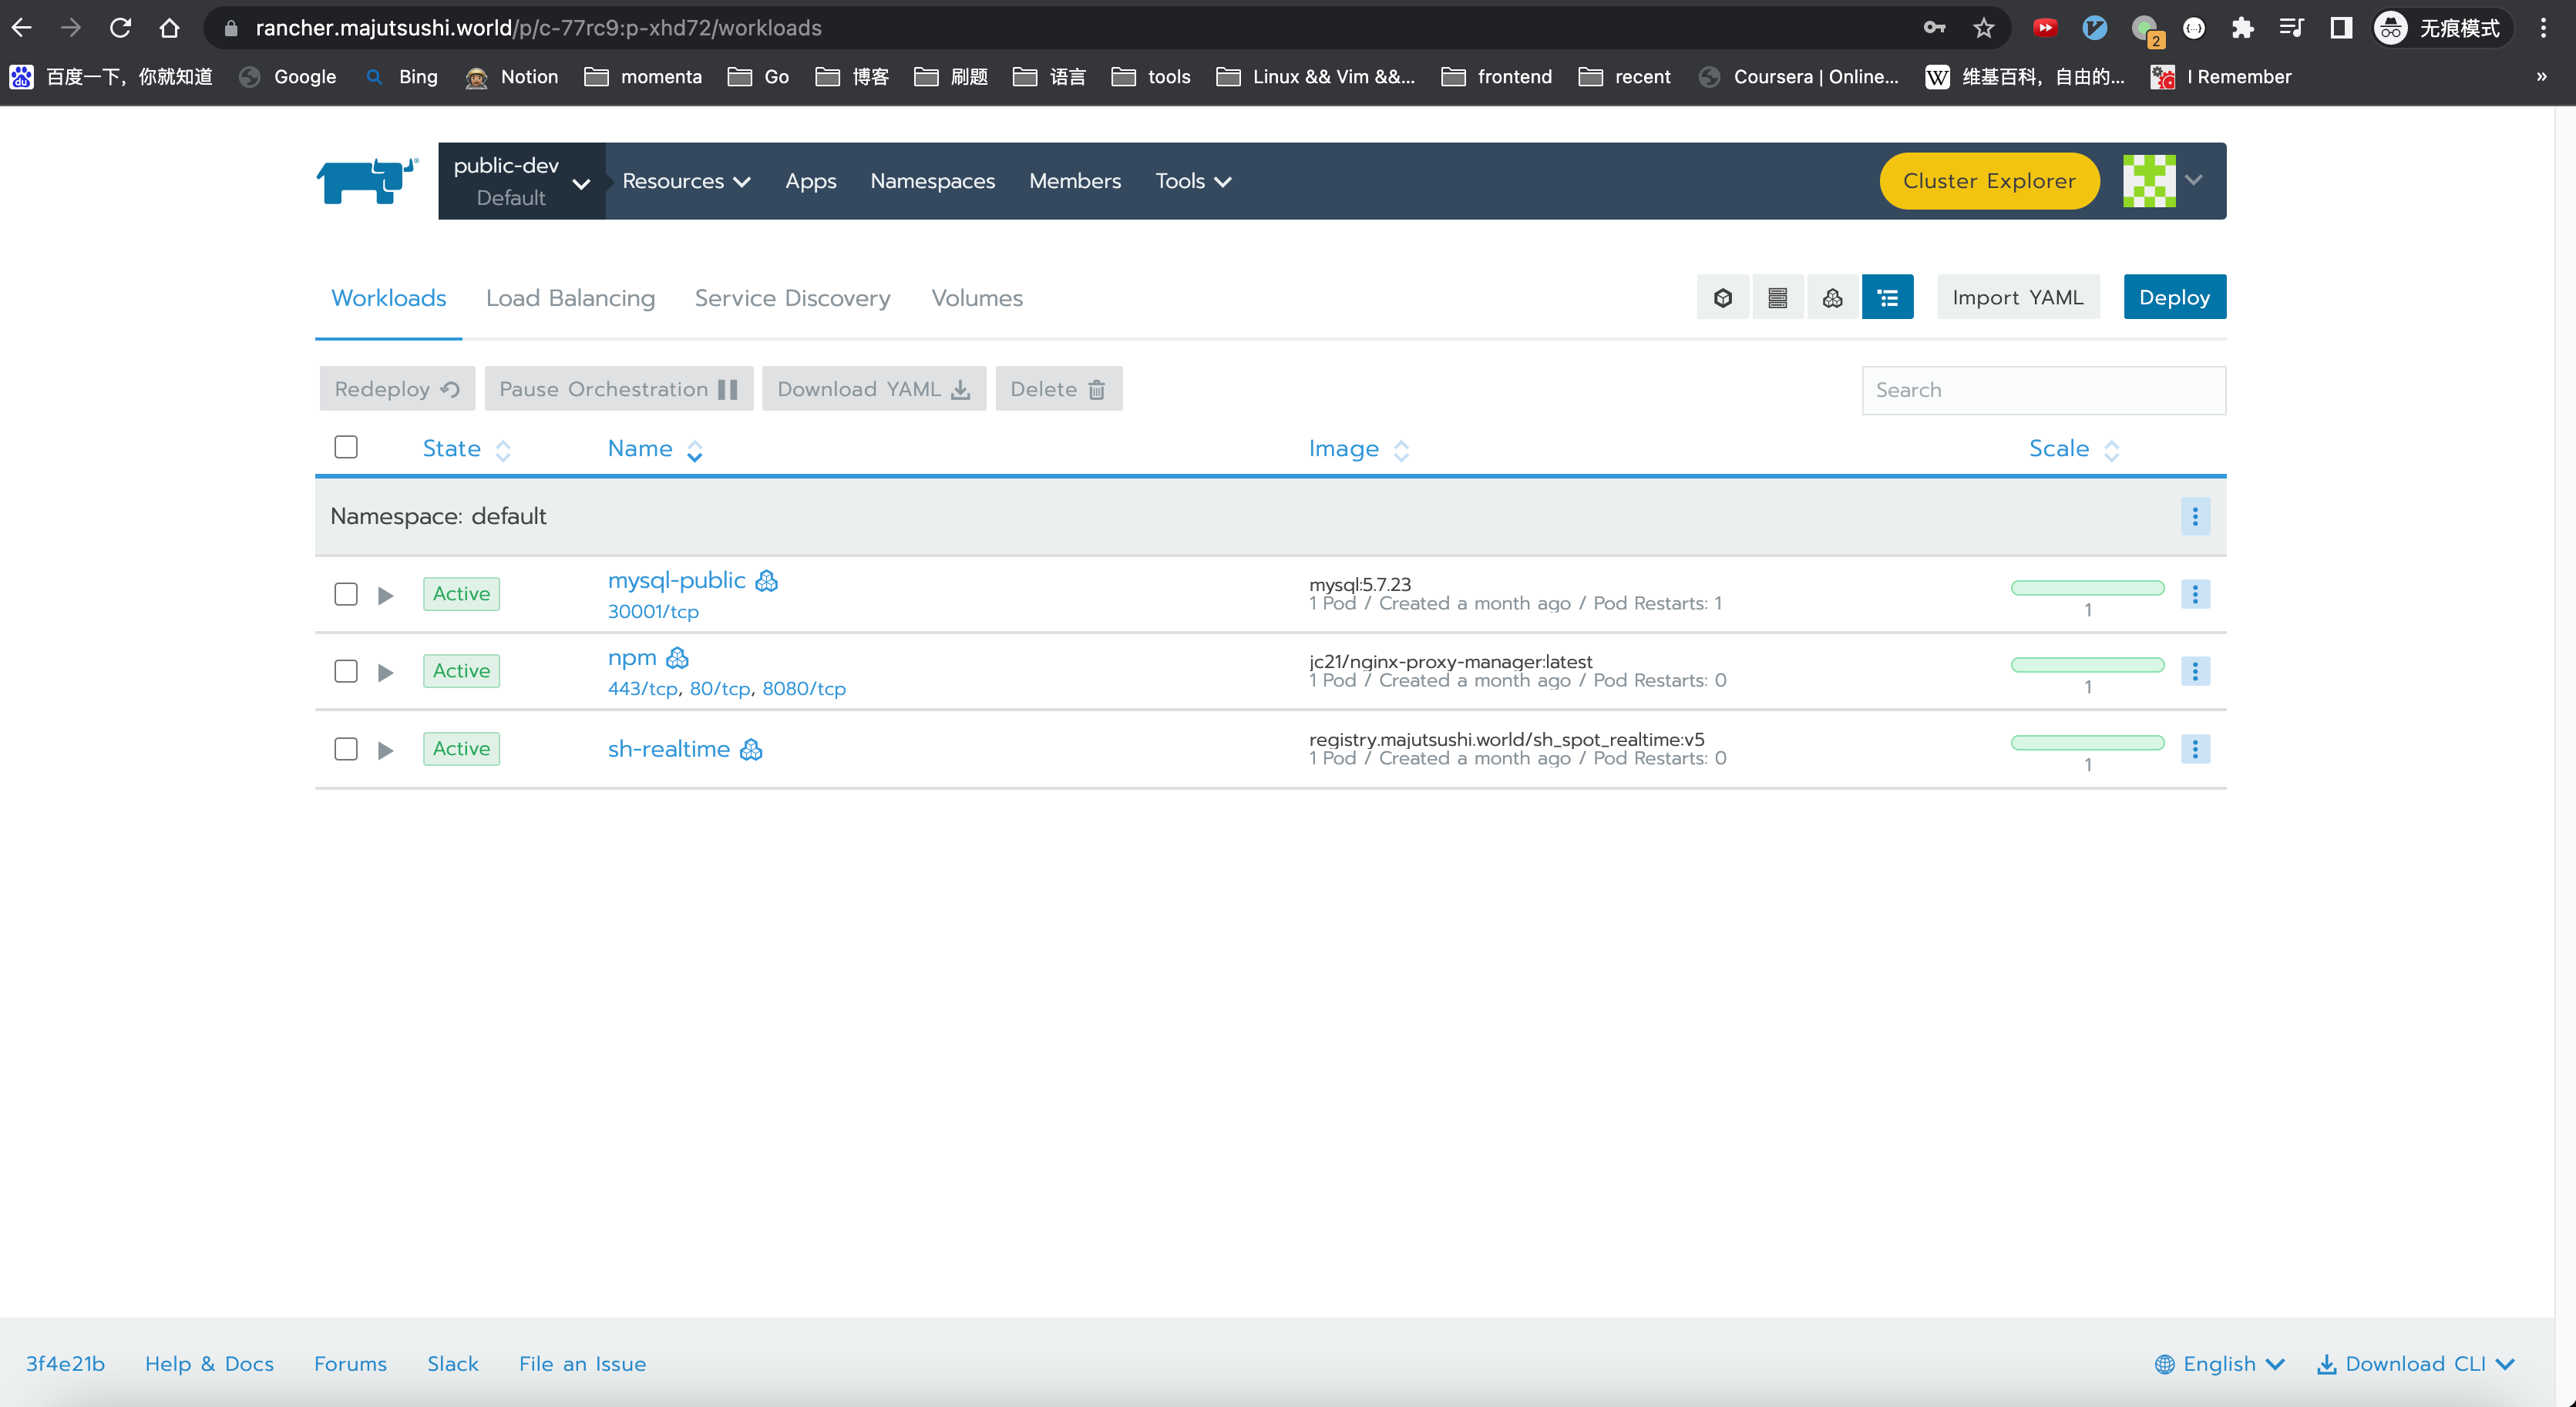 rancher.majutsushi.world/p/c-77rc9:p-xhd72/workloads
2
无痕模式
百度一下，你就知道 Google Bing Notion momenta Go 博客 刷题 语言 tools Linux && Vim &&... frontend recent Coursera | Online... 维基百科，自由的... I Remember »
public-dev
Default
Resources Apps Namespaces Members Tools Cluster Explorer
Workloads Load Balancing Service Discovery Volumes Import YAML Deploy
Redeploy Pause Orchestration Download YAML Delete Search
State Name Image Scale
Namespace: default
Active mysql-public mysql:5.7.23
30001/tcp 1 Pod / Created a month ago / Pod Restarts: 1 1
Active npm jc21/nginx-proxy-manager:latest
443/tcp, 80/tcp, 8080/tcp 1 Pod / Created a month ago / Pod Restarts: 0 1
Active sh-realtime registry.majutsushi.world/sh_spot_realtime:v5
1 Pod / Created a month ago / Pod Restarts: 0 1
3f4e21b Help & Docs Forums Slack File an Issue English Download CLI